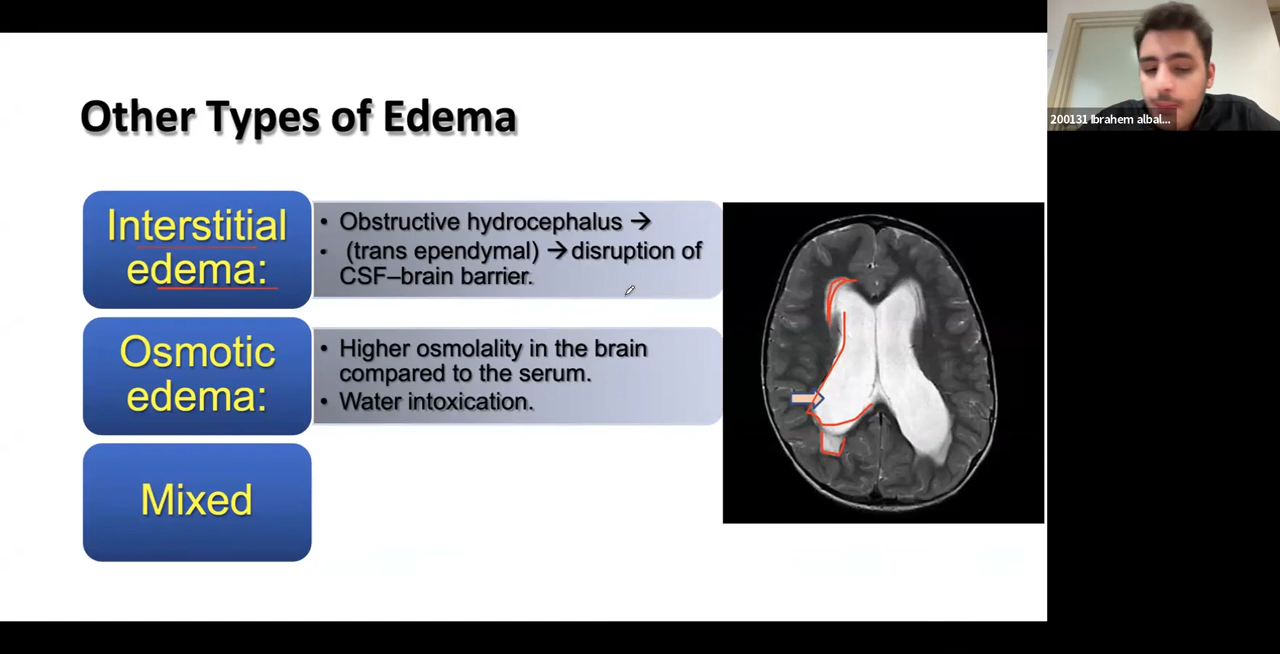 Other Types of Edema
200131 Ibrahem albal...
Interstitial
edema:
• Obstructive hydrocephalus →
• (trans ependymal) → disruption of
CSF–brain barrier.
Osmotic
edema:
• Higher osmolality in the brain
compared to the serum.
• Water intoxication.
Mixed